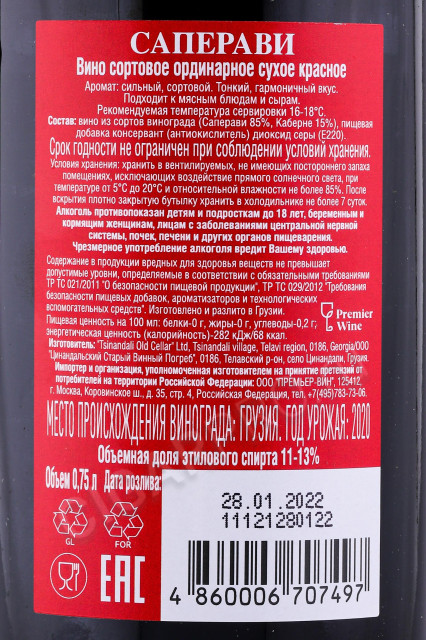 САПЕРАВИ
Вино сортовое ординарное сухое красное
Аромат: сильный, сортовой. Тонкий, гармоничный вкус.
Подходит к мясным блюдам и сырам.
Рекомендуемая температура сервировки 16-18°С.
Состав: вино из сортов винограда (Саперави 85%, Каберне 15%), пищевая
добавка консервант (антиокислитель) диоксид серы (Е220).
Срок годности не ограничен при соблюдении условий хранения.
Условия хранения: хранить в вентилируемых, не имеющих постороннего запаха
помещениях, исключающих воздействие прямого солнечного света, при
температуре от 5°С до 20°С и относительной влажности не более 85%. После
вскрытия плотно закрытую бутылку хранить в холодильнике не более 7 суток.
Алкоголь противопоказан детям и подросткам до 18 лет, беременным и
кормящим женщинам, лицам с заболеваниями центральной нервной
системы, почек, печени и других органов пищеварения.
Чрезмерное употребление алкоголя вредит Вашему здоровью.
Содержание в продукции вредных для здоровья веществ не превышает
допустимые уровни, определяемые в соответствии с обязательными требованиями
ТР ТС 021/2011 "О безопасности пищевой продукции", ТР ТС 029/2012 "Требования
безопасности пищевых добавок, ароматизаторов и технологических
вспомогательных средств". Изготовлено и разлито в Грузии.
Premier
Wine
Пищевая ценность на 100 мл: белки-0 г, жиры-0 г, углеводы-0,2 г;
энергетическая ценность (калорийность)-282 кДж/68 ккал.
Изготовитель: "Tsinandali Old Cellar" Ltd, Tsinandali village, Telavi region, 0186, Georgia/ООО
"Цинандальский Старый Винный Погреб", 0186, Телавский р-он, село Цинандали, Грузия.
Импортер и организация, уполномоченная изготовителем на принятие претензий от
потребителей на территории Российской Федерации: ООО "ПРЕМЬЕР-ВИН", 125412,
г. Москва, Коровинское ш., д. 35, стр. 4, Российская Федерация, тел. +7(495)783-73-06.
МЕСТО ПРОИСХОЖДЕНИЯ ВИНОГРАДА: ГРУЗИЯ. ГОД УРОЖАЯ: 2020
Объемная доля этилового спирта 11-13%
Объем 0,75 л Дата розлива:
28.01.2022
11121280122
GL
FOR
EAC
4 860006 707497